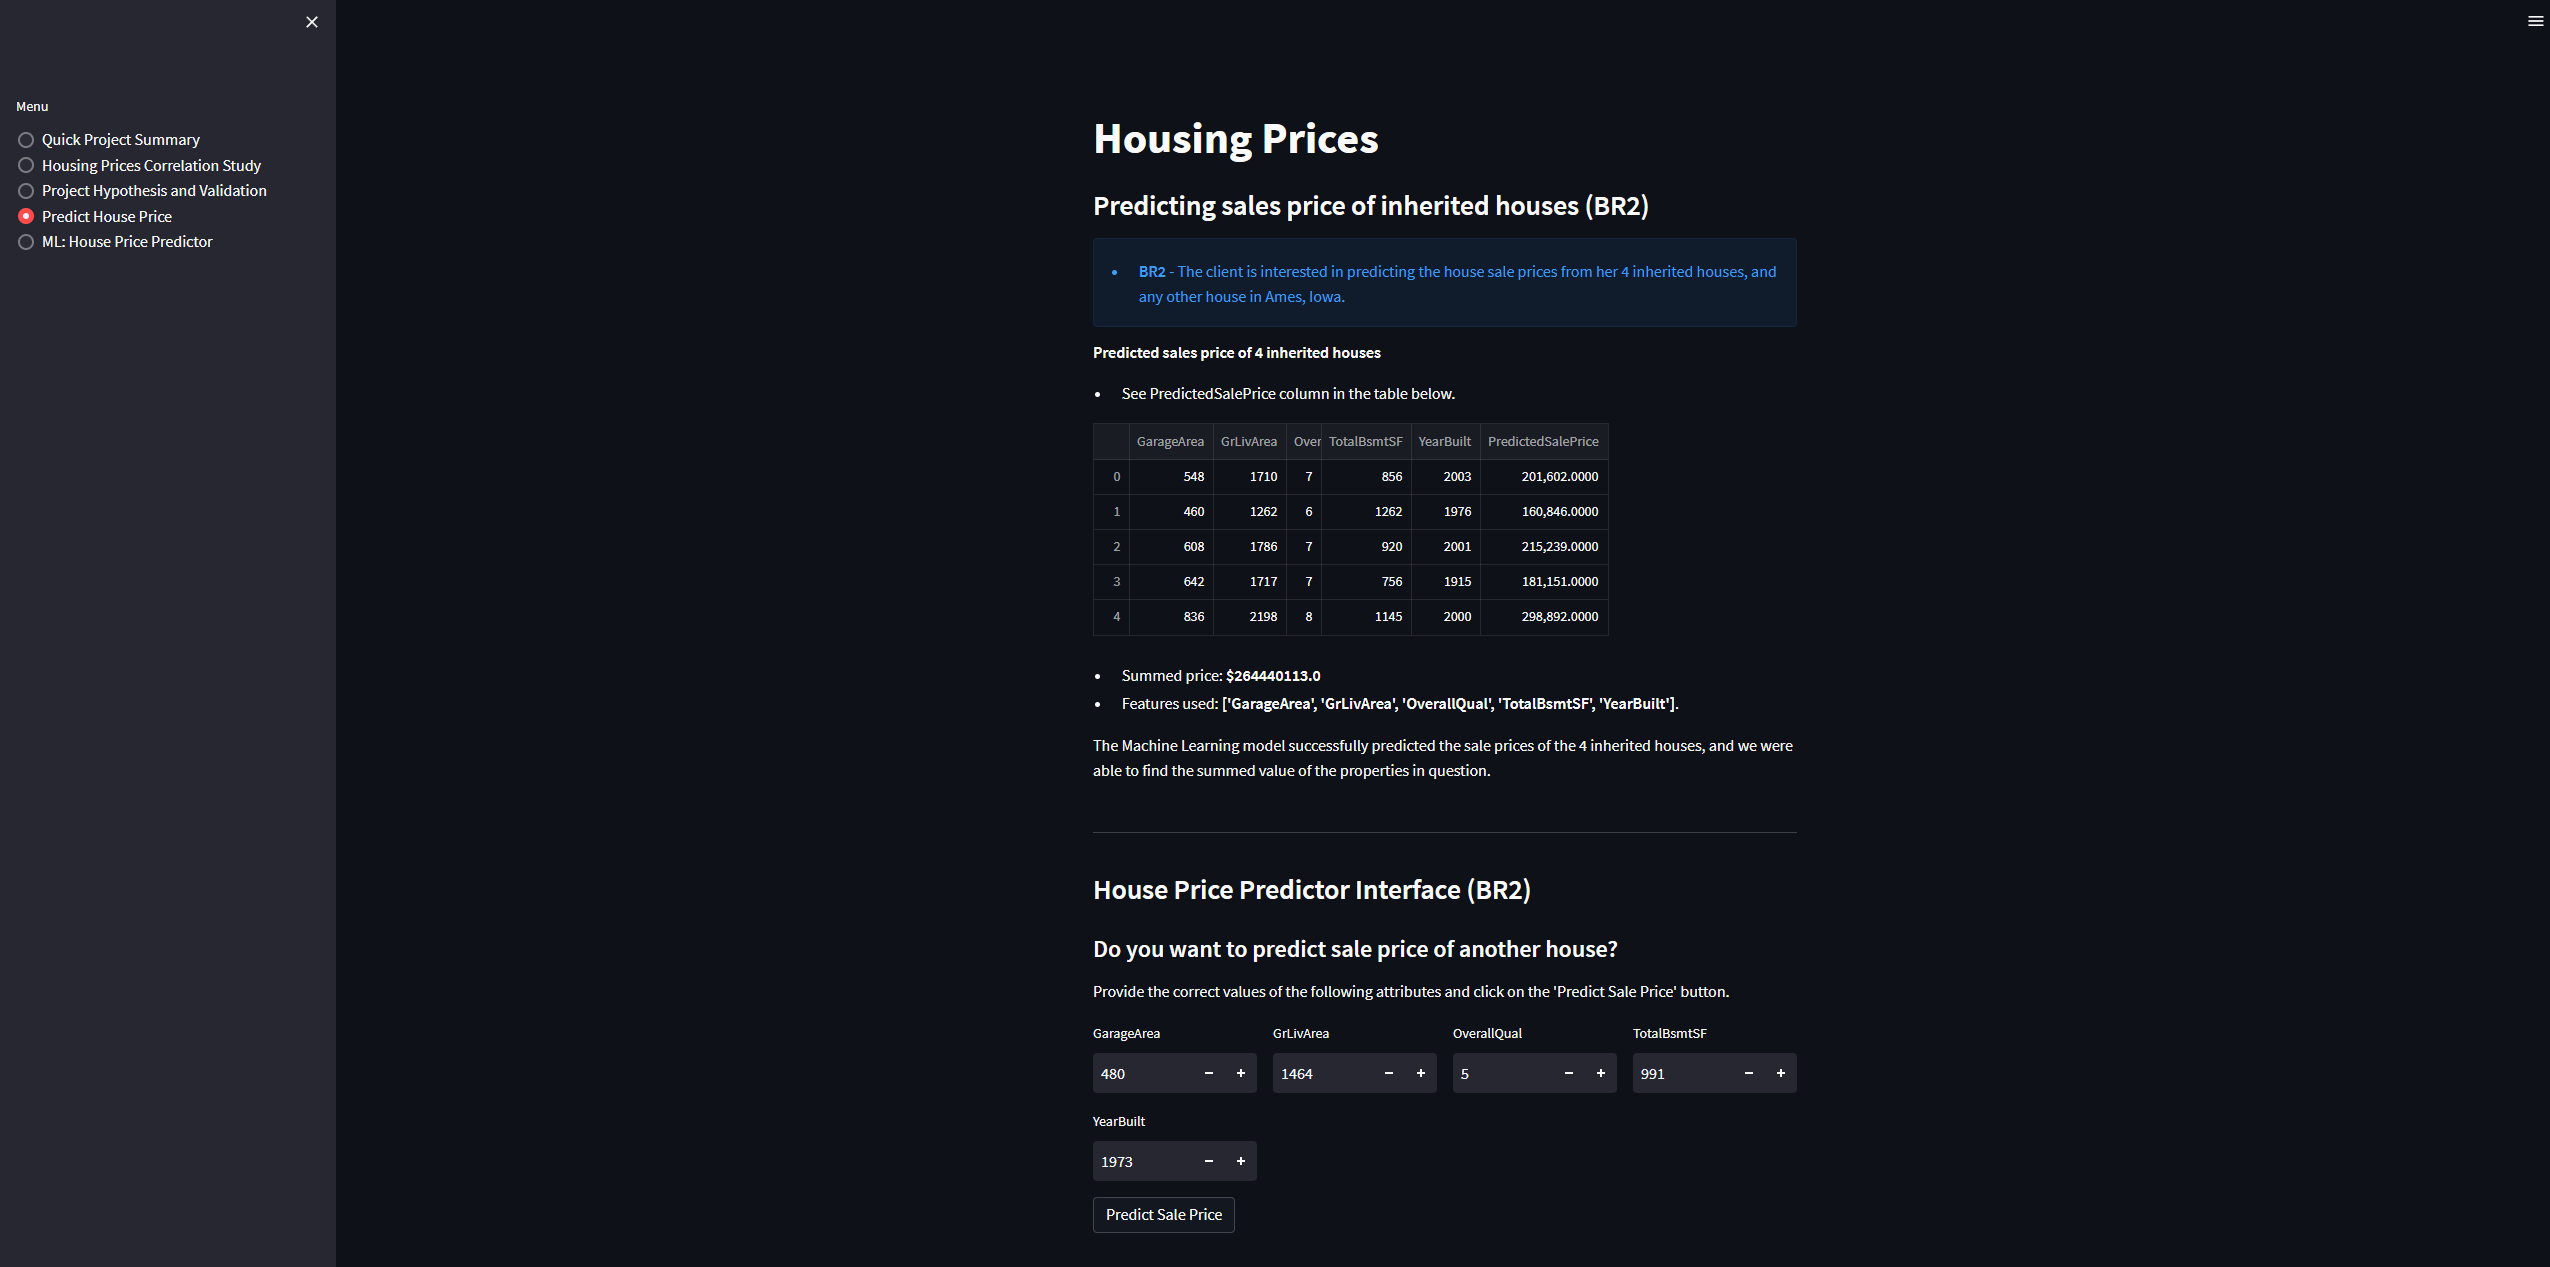 Menu
Quick Project Summary
Housing Prices Correlation Study
Project Hypothesis and Validation
Predict House Price
ML: House Price Predictor
Housing Prices
Predicting sales price of inherited houses (BR2)
• BR2 - The client is interested in predicting the house sale prices from her 4 inherited houses, and
any other house in Ames, Iowa.
Predicted sales price of 4 inherited houses
• See PredictedSalePrice column in the table below.
GarageArea GrLivArea Over TotalBsmtSF YearBuilt PredictedSalePrice
0 548 1710 7 856 2003 201,602.0000
1 460 1262 6 1262 1976 160,846.0000
2 608 1786 7 920 2001 215,239.0000
3 642 1717 7 756 1915 181,151.0000
4 836 2198 8 1145 2000 298,892.0000
• Summed price: $264440113.0
• Features used: ['GarageArea', 'GrLivArea', 'OverallQual', 'TotalBsmtSF', 'YearBuilt'].
The Machine Learning model successfully predicted the sale prices of the 4 inherited houses, and we were
able to find the summed value of the properties in question.
House Price Predictor Interface (BR2)
Do you want to predict sale price of another house?
Provide the correct values of the following attributes and click on the 'Predict Sale Price' button.
GarageArea GrLivArea OverallQual TotalBsmtSF
480 − + 1464 − + 5 − + 991 − +
YearBuilt
1973 − +
Predict Sale Price